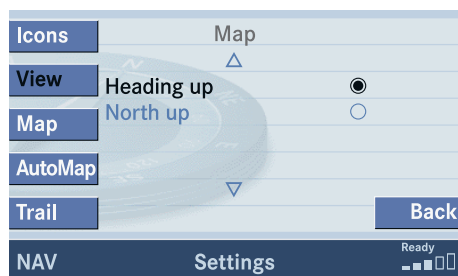 Icons
Map
View
Heading up
North up
Map
AutoMap
Trail
Back
NAV
Settings
Ready